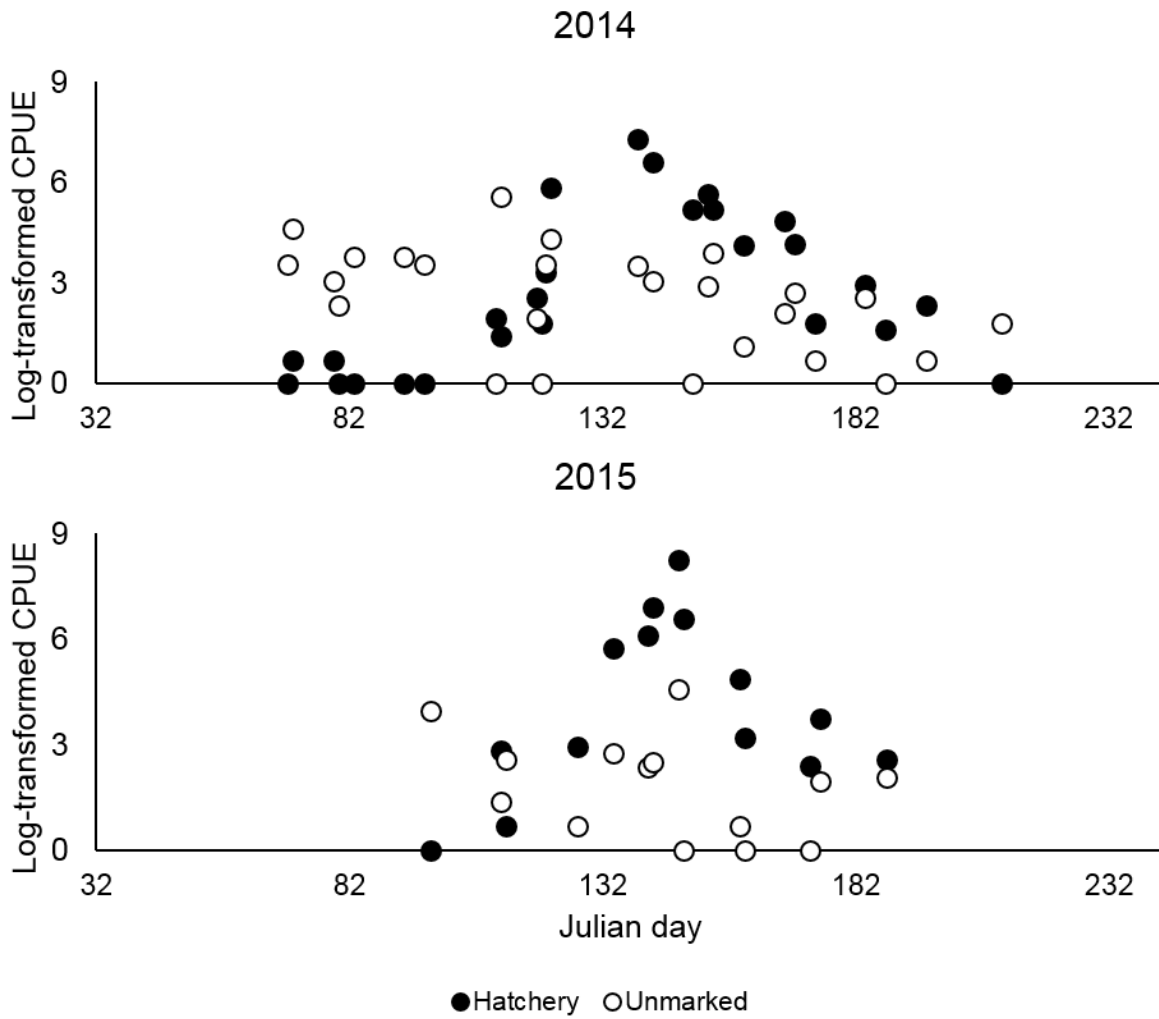 2014
Log-transformed CPUE
9
6
3
0
32 82 132 182 232
2015
Log-transformed CPUE
9
6
3
0
32 82 132 182 232
Julian day
Hatchery Unmarked